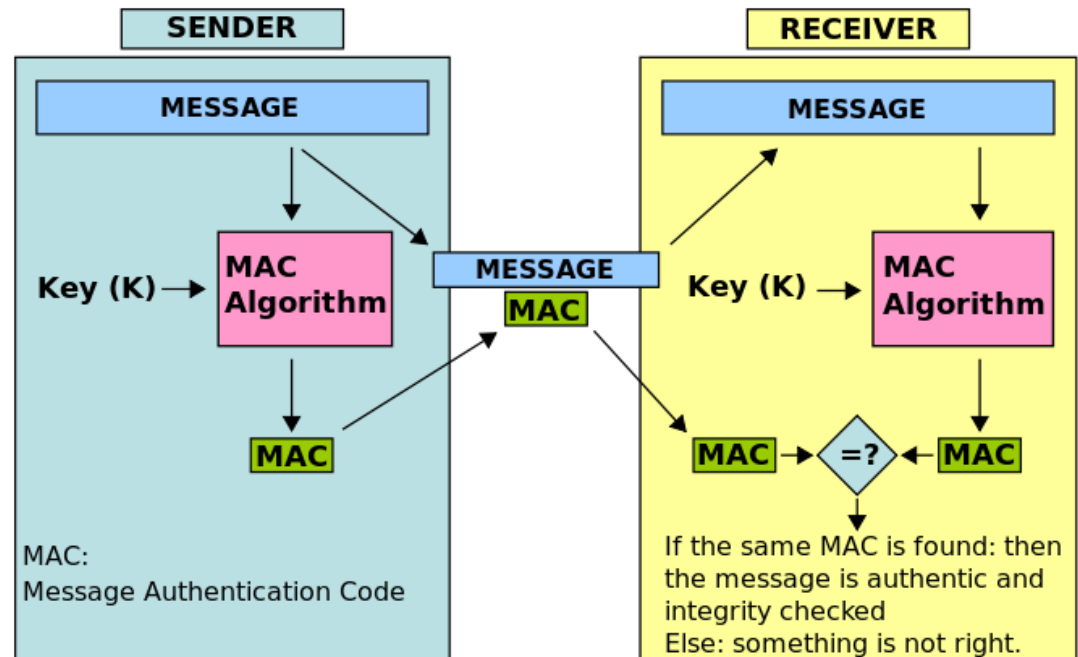 SENDER
RECEIVER
MESSAGE
MESSAGE
Key (K)
MAC
Algorithm
MESSAGE
MAC
Key (K)
MAC
Algorithm
MAC
MAC
=?
MAC
MAC:
Message Authentication Code
If the same MAC is found: then
the message is authentic and
integrity checked
Else: something is not right.